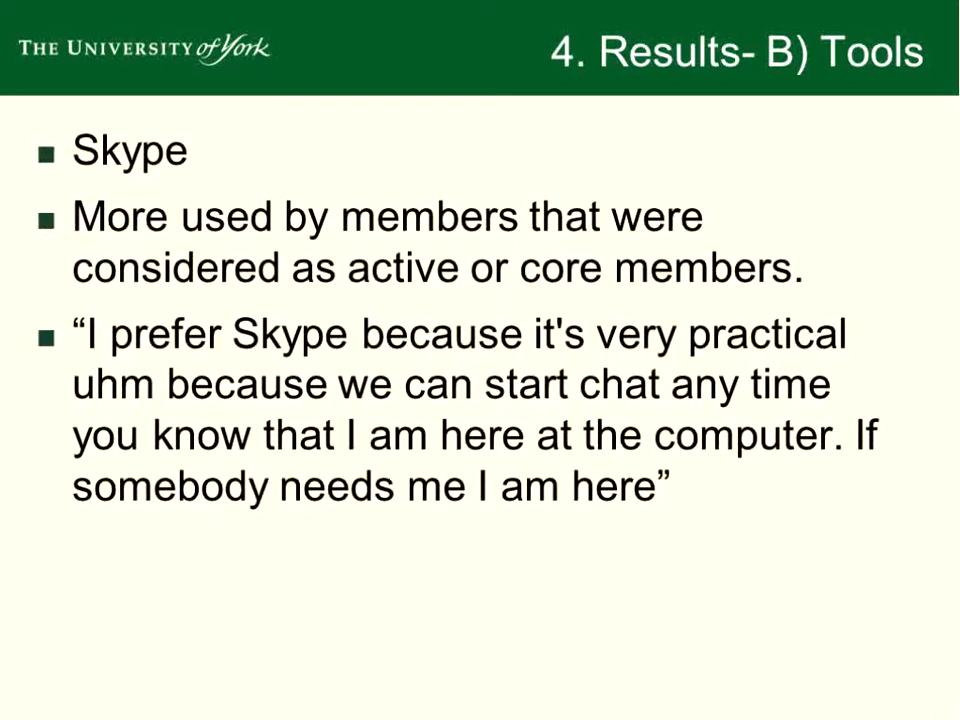 THE UNIVERSITY of York
4. Results- B) Tools
Skype
More used by members that were
considered as active or core members.
“I prefer Skype because it's very practical
uhm because we can start chat any time
you know that I am here at the computer. If
somebody needs me I am here”